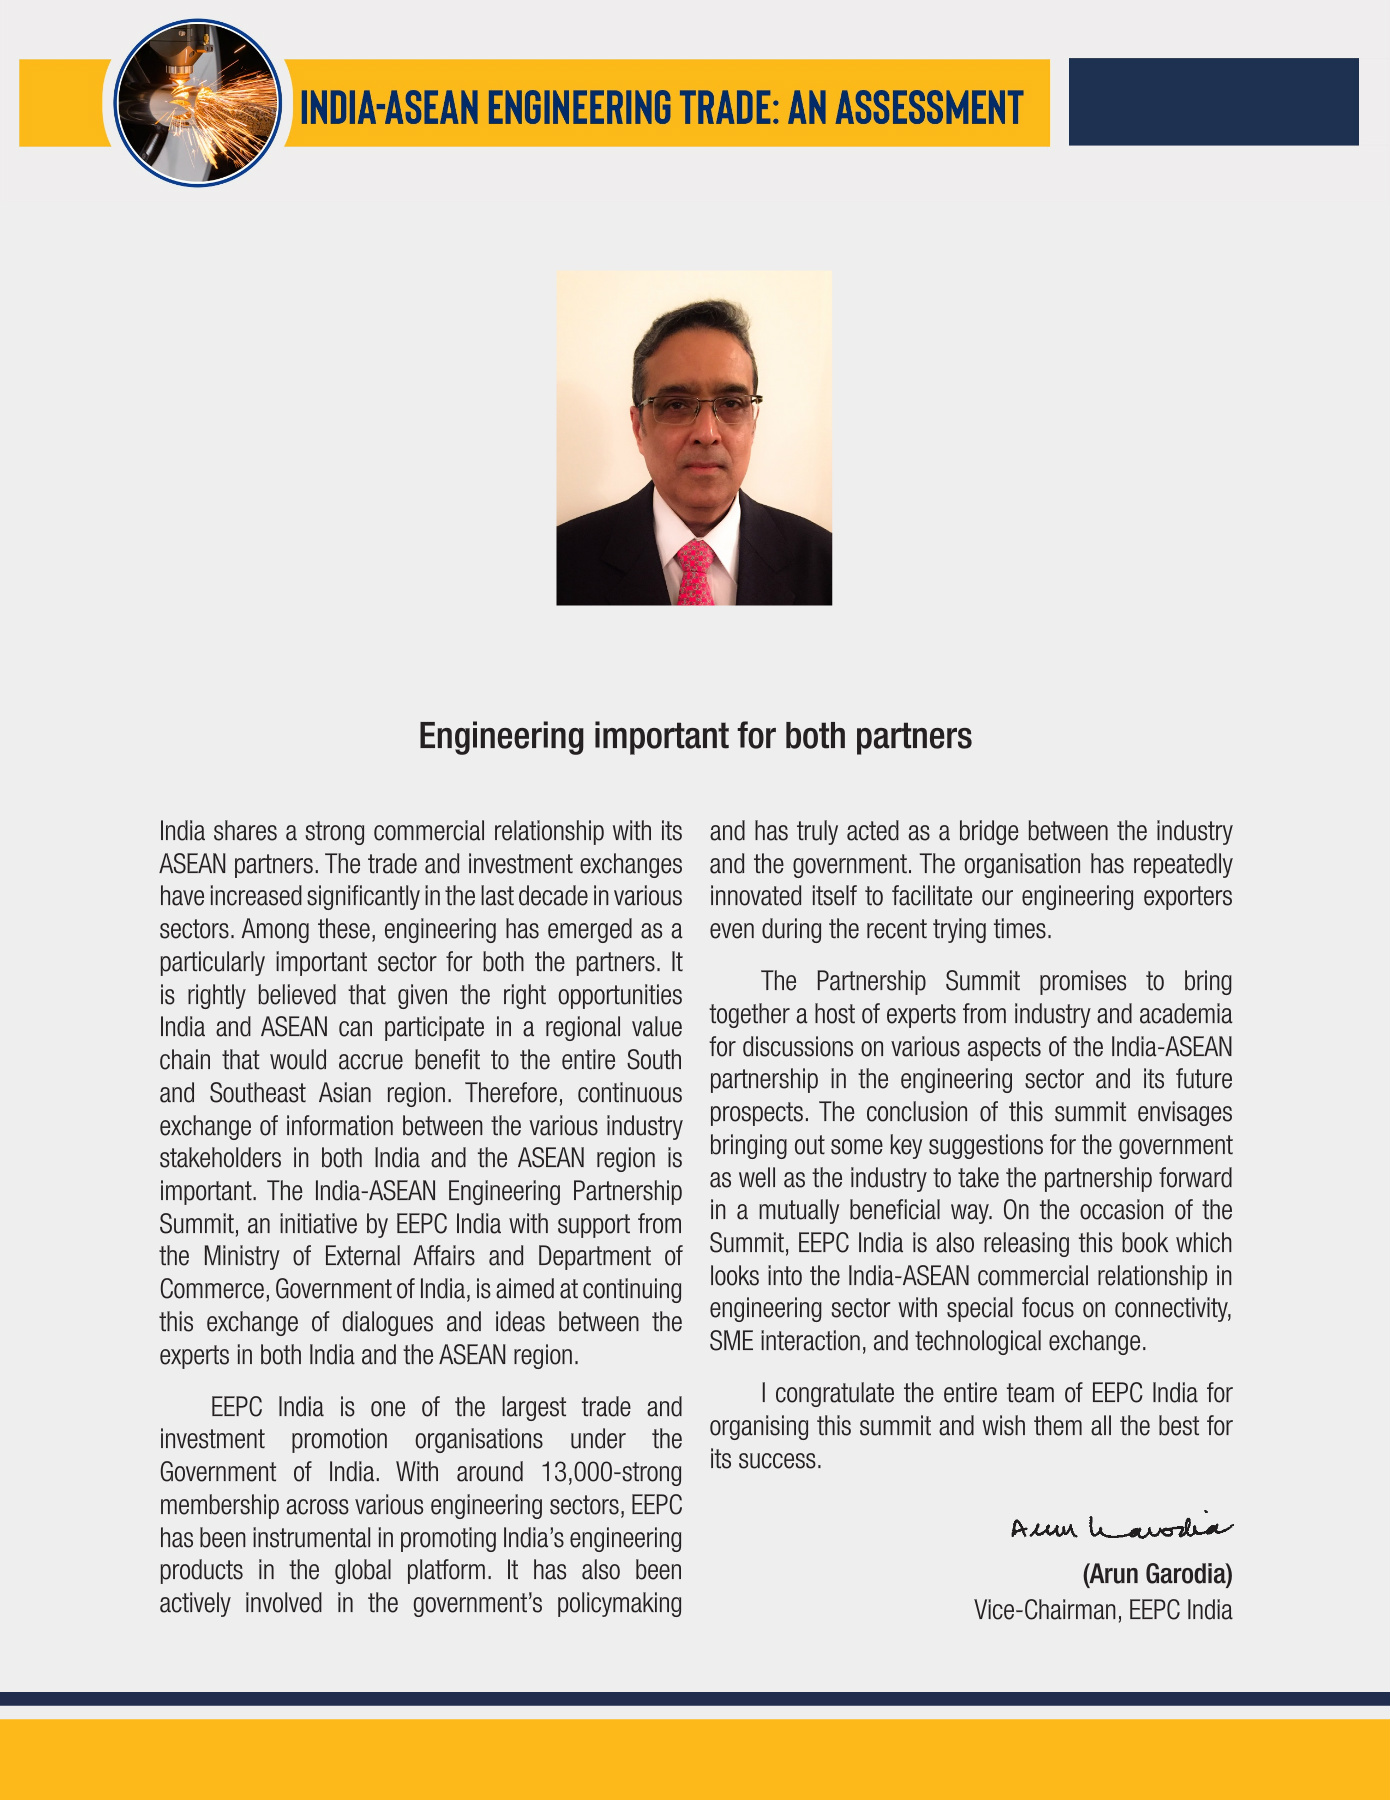 INDIA-ASEAN ENGINEERING TRADE: AN ASSESSMENT
Engineering important for both partners
India shares a strong commercial relationship with its
ASEAN partners. The trade and investment exchanges
have increased significantly in the last decade in various
sectors. Among these, engineering has emerged as a
particularly important sector for both the partners. It
is rightly believed that given the right opportunities
India and ASEAN can participate in a regional value
chain that would accrue benefit to the entire South
and Southeast Asian region. Therefore, continuous
exchange of information between the various industry
stakeholders in both India and the ASEAN region is
important. The India-ASEAN Engineering Partnership
Summit, an initiative by EEPC India with support from
the Ministry of External Affairs and Department of
Commerce, Government of India, is aimed at continuing
this exchange of dialogues and ideas between the
experts in both India and the ASEAN region.
EEPC India is one of the largest trade and
investment promotion organisations under the
Government of India. With around 13,000-strong
membership across various engineering sectors, EEPC
has been instrumental in promoting India’s engineering
products in the global platform. It has also been
actively involved in the government’s policymaking
and has truly acted as a bridge between the industry
and the government. The organisation has repeatedly
innovated itself to facilitate our engineering exporters
even during the recent trying times.
The Partnership Summit promises to bring
together a host of experts from industry and academia
for discussions on various aspects of the India-ASEAN
partnership in the engineering sector and its future
prospects. The conclusion of this summit envisages
bringing out some key suggestions for the government
as well as the industry to take the partnership forward
in a mutually beneficial way. On the occasion of the
Summit, EEPC India is also releasing this book which
looks into the India-ASEAN commercial relationship in
engineering sector with special focus on connectivity,
SME interaction, and technological exchange.
I congratulate the entire team of EEPC India for
organising this summit and wish them all the best for
its success.
Arun Garodia
(Arun Garodia)
Vice-Chairman, EEPC India